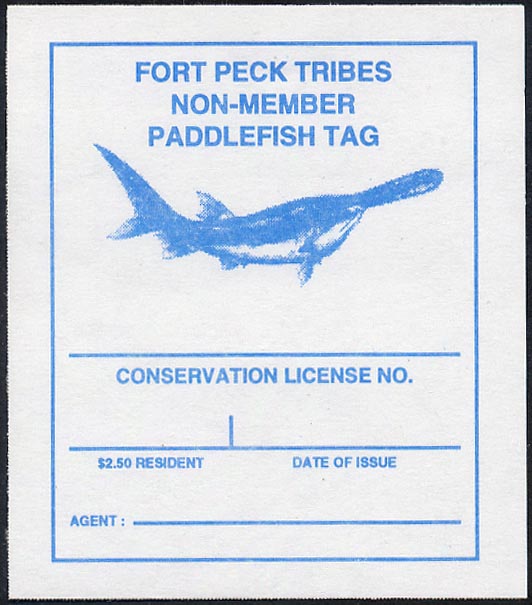 FORT PECK TRIBES
NON-MEMBER
PADDLEFISH TAG
CONSERVATION LICENSE NO.
$2.50 RESIDENT DATE OF ISSUE
AGENT :